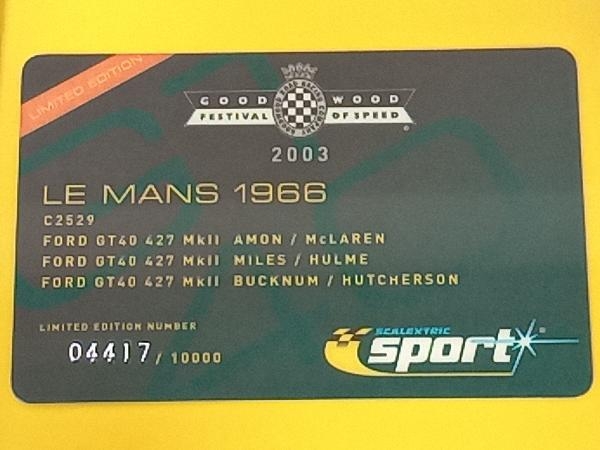 LIMITED EDITION
GOOD WOOD
FESTIVAL OF SPEED
2003
LE MANS 1966
C2529
FORD GT40 427 MkII AMON / McLAREN
FORD GT40 427 MkII MILES / HULME
FORD GT40 427 MkII BUCKNUM / HUTCHERSON
LIMITED EDITION NUMBER
04417 / 10000
SCALEXTRIC
sport